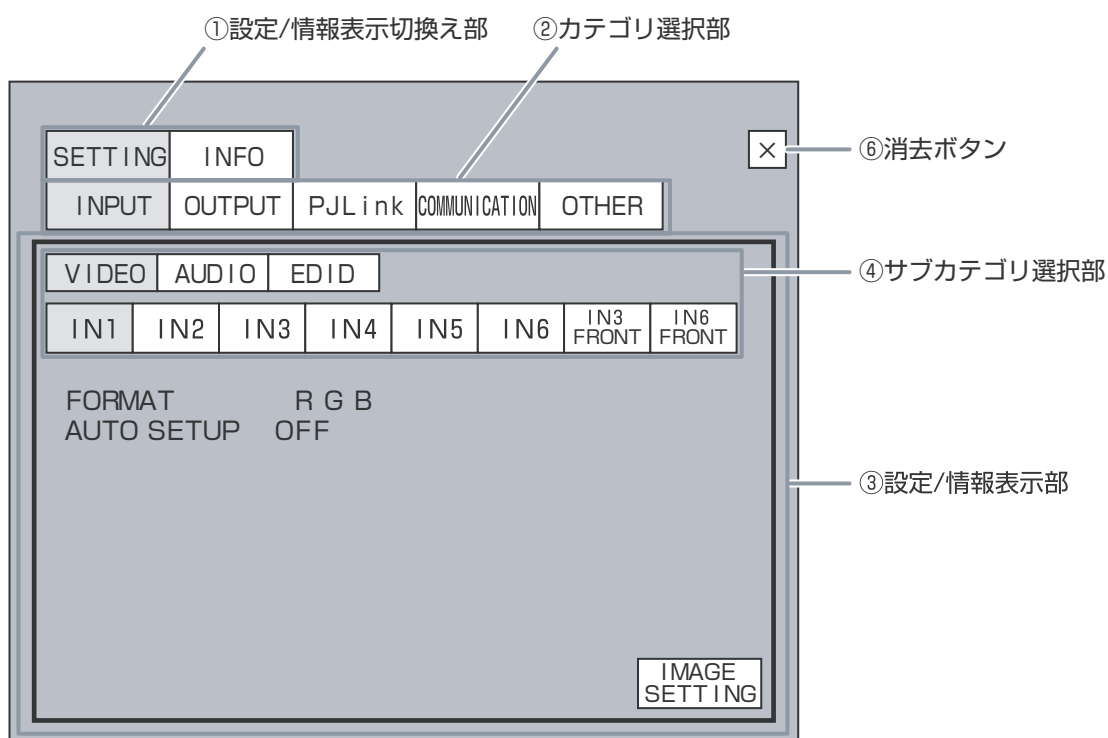 ①設定/情報表示切換え部 ②カテゴリ選択部
SETTING INFO × ⑥消去ボタン
INPUT OUTPUT PJLink COMMUNICATION OTHER
VIDEO AUDIO EDID ④サブカテゴリ選択部
IN1 IN2 IN3 IN4 IN5 IN6 IN3 FRONT IN6 FRONT
FORMAT RGB
AUTO SETUP OFF
③設定/情報表示部
IMAGE
SETTING